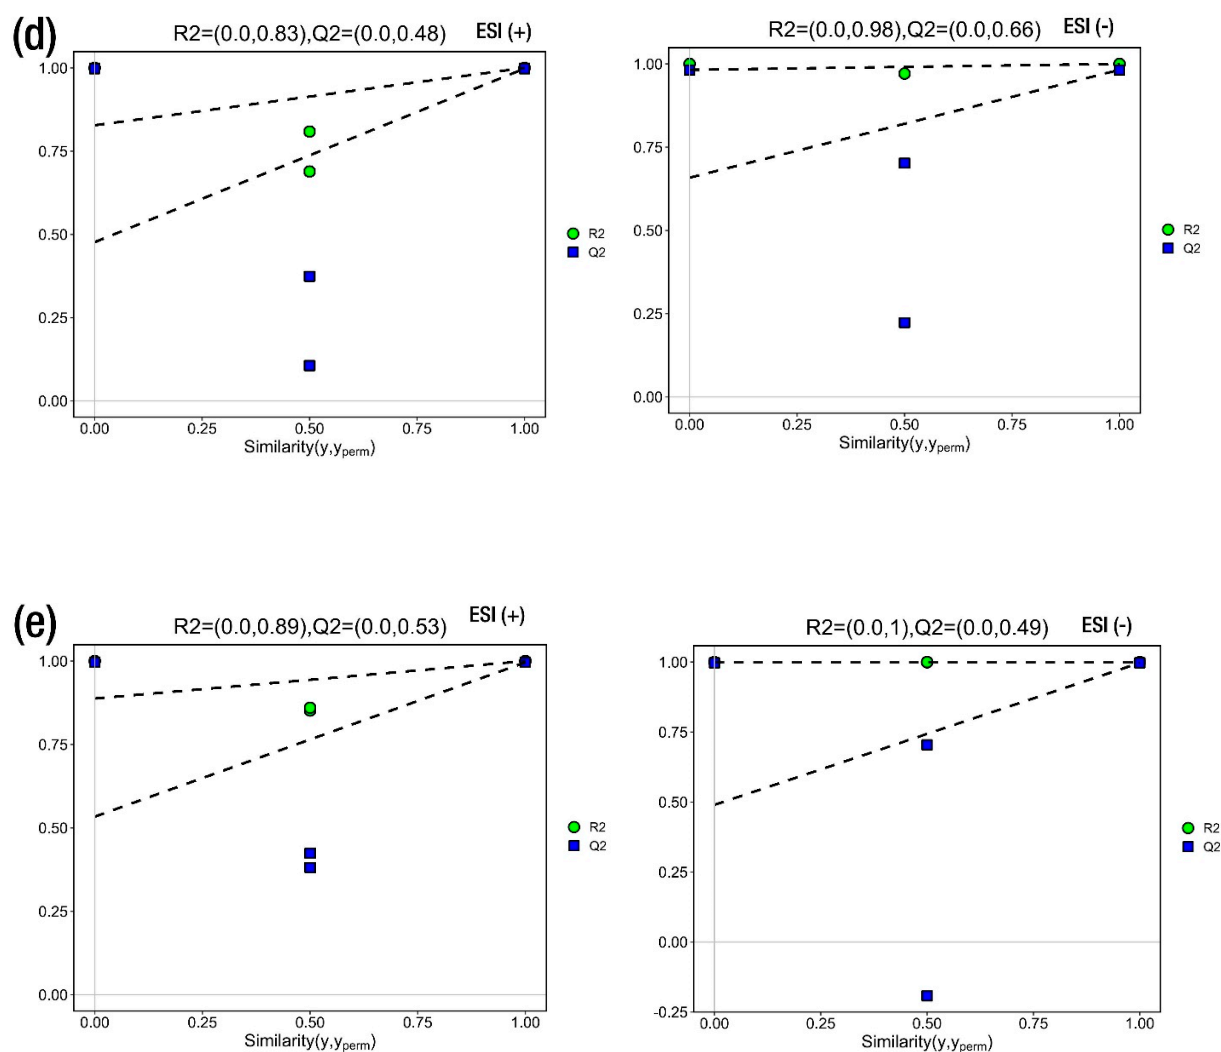 (d)
R2=(0.0,0.83),Q2=(0.0,0.48) ESI (+)
1.00
0.75
0.50
0.25
0.00
0.00 0.25 0.50 0.75 1.00
Similarity(y,yperm)
R2
Q2
R2=(0.0,0.98),Q2=(0.0,0.66) ESI (-)
1.00
0.75
0.50
0.25
0.00
0.00 0.25 0.50 0.75 1.00
Similarity(y,yperm)
R2
Q2
(e)
R2=(0.0,0.89),Q2=(0.0,0.53) ESI (+)
1.00
0.75
0.50
0.25
0.00
0.00 0.25 0.50 0.75 1.00
Similarity(y,yperm)
R2
Q2
R2=(0.0,1),Q2=(0.0,0.49) ESI (-)
1.00
0.75
0.50
0.25
0.00
-0.25
0.00 0.25 0.50 0.75 1.00
Similarity(y,yperm)
R2
Q2